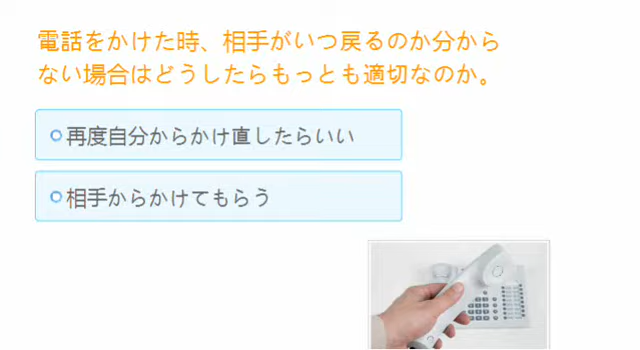 電話をかけた時、相手がいつ戻るのか分から
ない場合はどうしたらもっとも適切なのか。
再度自分からかけ直したらいい
相手からかけてもらう